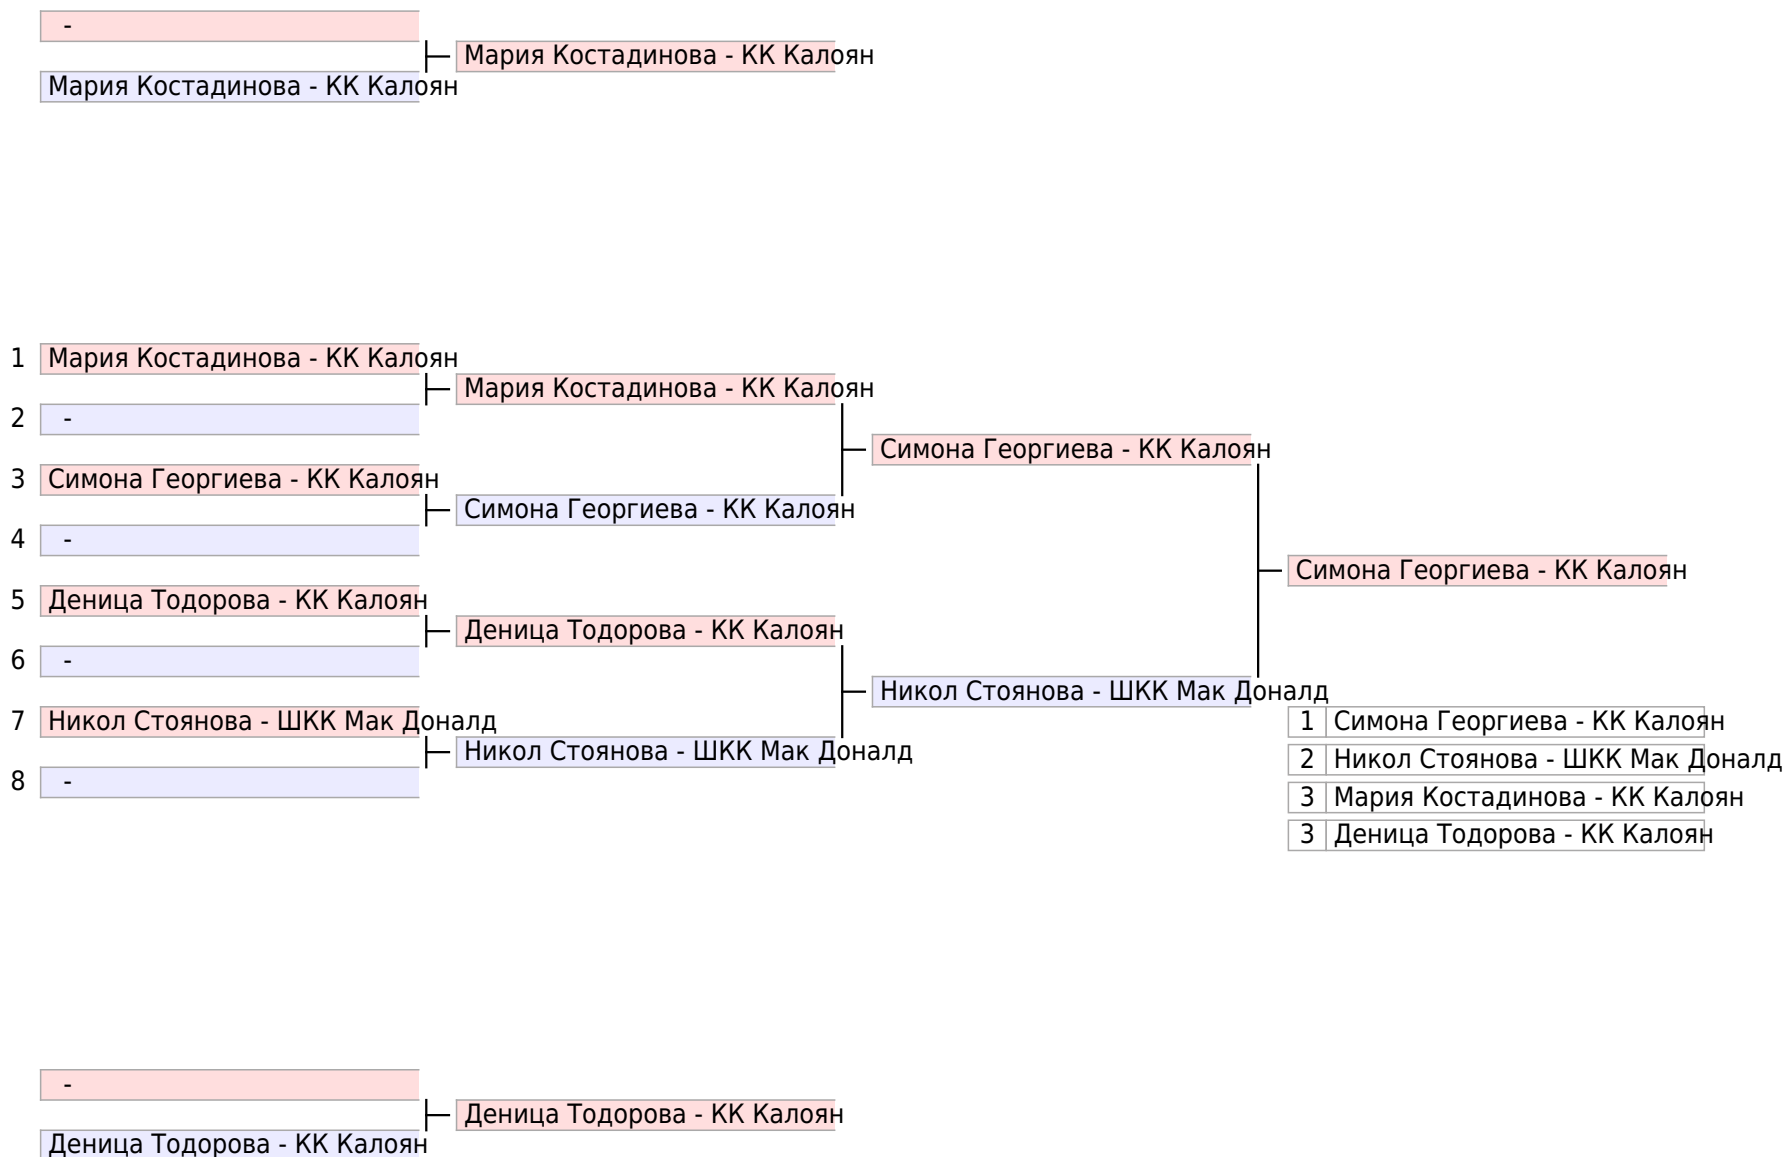 -
Мария Костадинова - КК Калоян
Мария Костадинова - КК Калоян
1 Мария Костадинова - КК Калоян
Мария Костадинова - КК Калоян
2 -
Симона Георгиева - КК Калоян
3 Симона Георгиева - КК Калоян
Симона Георгиева - КК Калоян
4 -
Симона Георгиева - КК Калоян
5 Деница Тодорова - КК Калоян
Деница Тодорова - КК Калоян
6 -
Никол Стоянова - ШКК Мак Доналд
7 Никол Стоянова - ШКК Мак Доналд
Никол Стоянова - ШКК Мак Доналд
8 -
1 Симона Георгиева - КК Калоян
2 Никол Стоянова - ШКК Мак Доналд
3 Мария Костадинова - КК Калоян
3 Деница Тодорова - КК Калоян
-
Деница Тодорова - КК Калоян
Деница Тодорова - КК Калоян